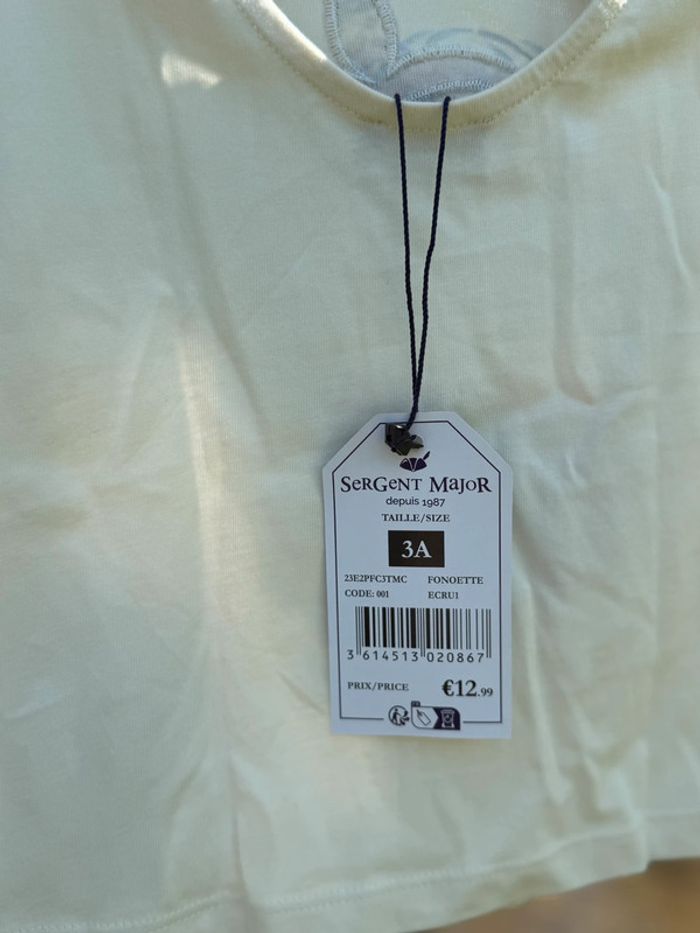 SeRGeNT MaJoR
depuis 1987
TAILLE/SIZE
3A
23E2PFC3TMC FONOETTE
CODE: 001 ECRU1
3 614513 020867
PRIX/PRICE €12.99